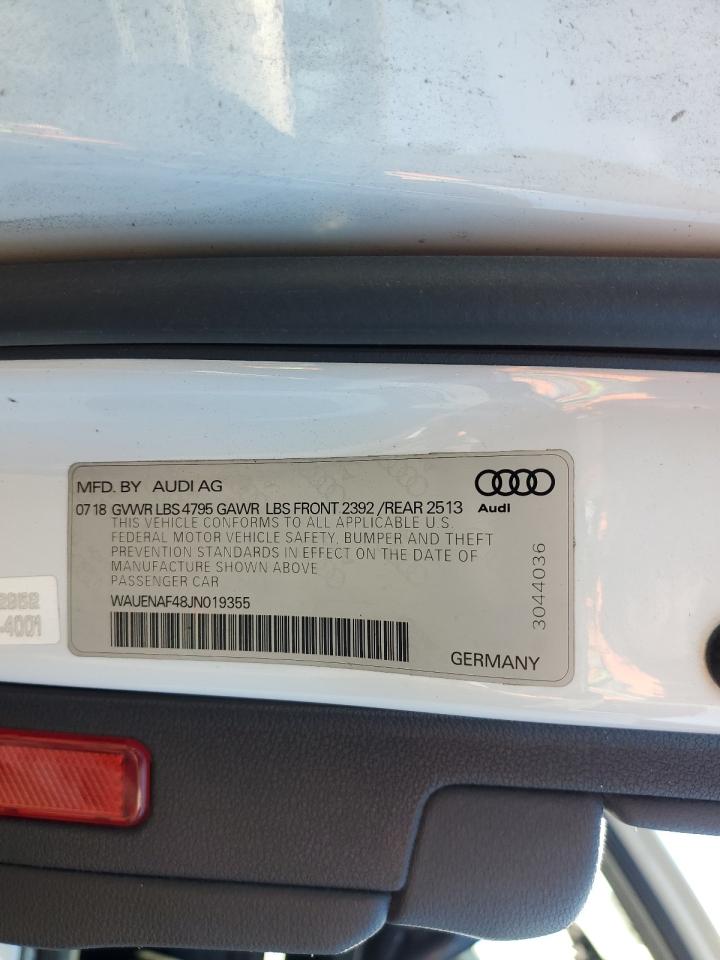 MFD. BY AUDI AG
0718 GVWR LBS 4795 GAWR LBS FRONT 2392 /REAR 2513
Audi
THIS VEHICLE CONFORMS TO ALL APPLICABLE U.S.
FEDERAL MOTOR VEHICLE SAFETY, BUMPER AND THEFT
PREVENTION STANDARDS IN EFFECT ON THE DATE OF
MANUFACTURE SHOWN ABOVE
PASSENGER CAR
WAUENAF48JN019355
3044036
GERMANY
4001